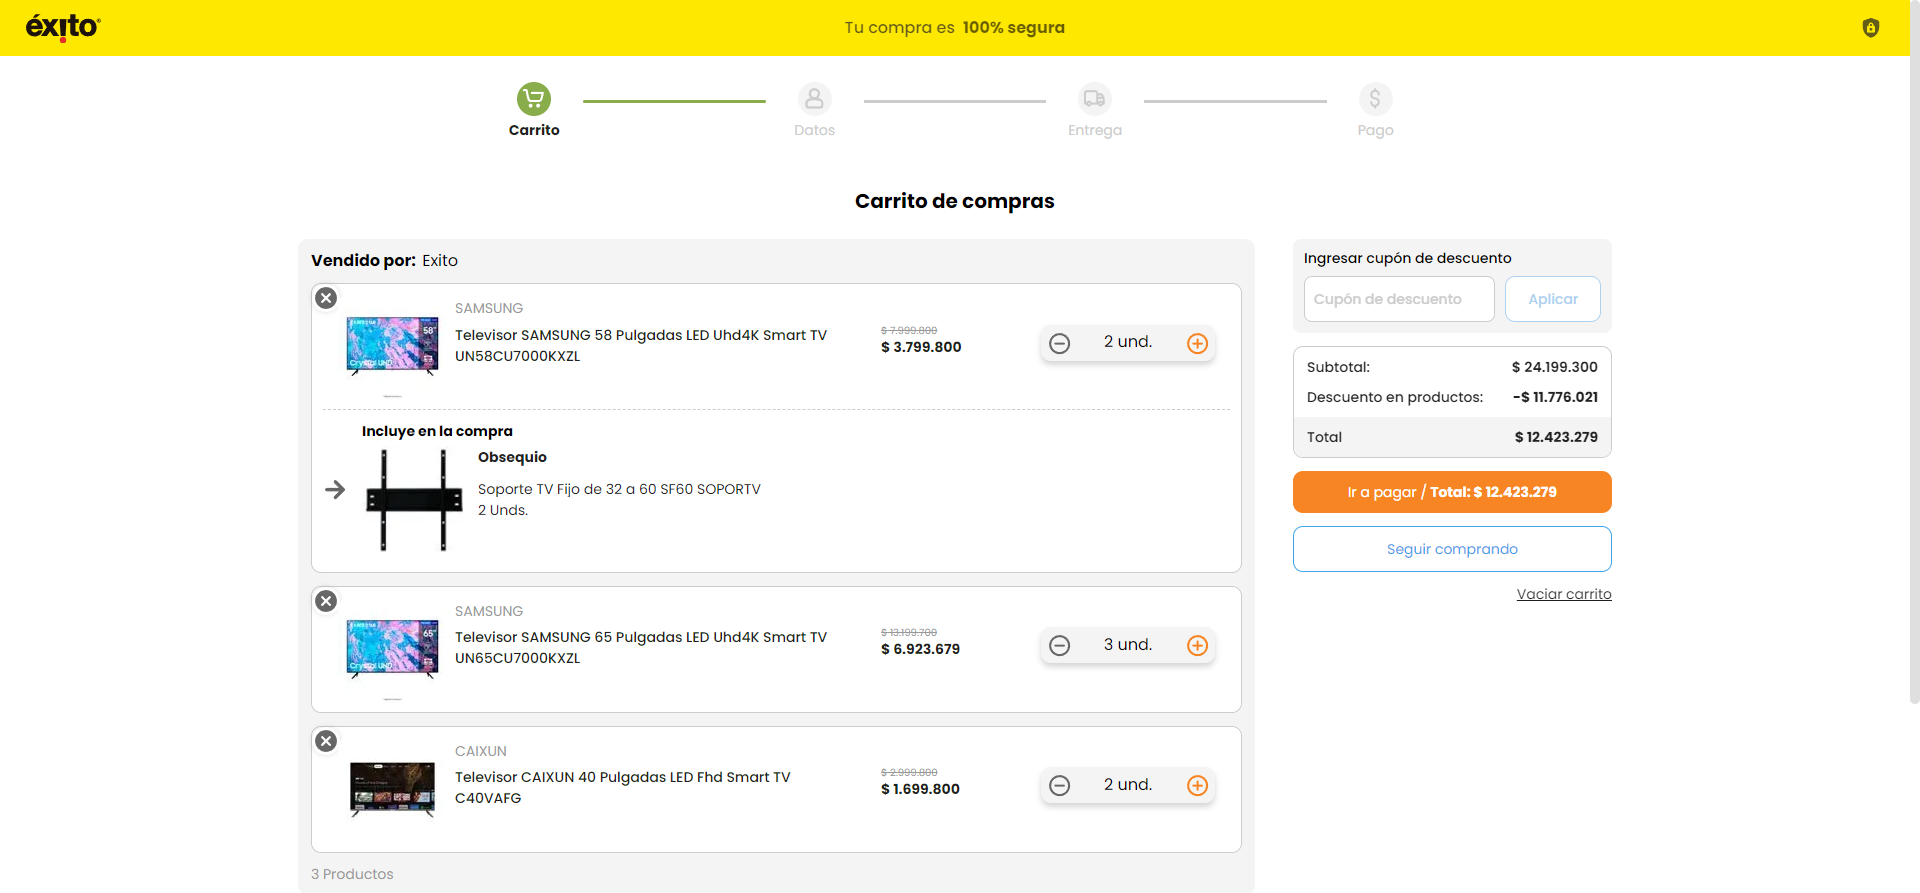 éxito
Tu compra es 100% segura
Carrito
Datos
Entrega
Pago
Carrito de compras
Vendido por: Exito
SAMSUNG
Televisor SAMSUNG 58 Pulgadas LED Uhd4K Smart TV
UN58CU7000KXZL
$ 7.999.800
$ 3.799.800
2 und.
58"
Crystal UHD
Incluye en la compra
Obsequio
Soporte TV Fijo de 32 a 60 SF60 SOPORTV
2 Unds.
SAMSUNG
Televisor SAMSUNG 65 Pulgadas LED Uhd4K Smart TV
UN65CU7000KXZL
$ 13.199.700
$ 6.923.679
3 und.
65"
Crystal UHD
CAIXUN
Televisor CAIXUN 40 Pulgadas LED Fhd Smart TV
C40VAFG
$ 2.999.800
$ 1.699.800
2 und.
3 Productos
Ingresar cupón de descuento
Cupón de descuento
Aplicar
Subtotal: $ 24.199.300
Descuento en productos: -$ 11.776.021
Total $ 12.423.279
Ir a pagar / Total: $ 12.423.279
Seguir comprando
Vaciar carrito